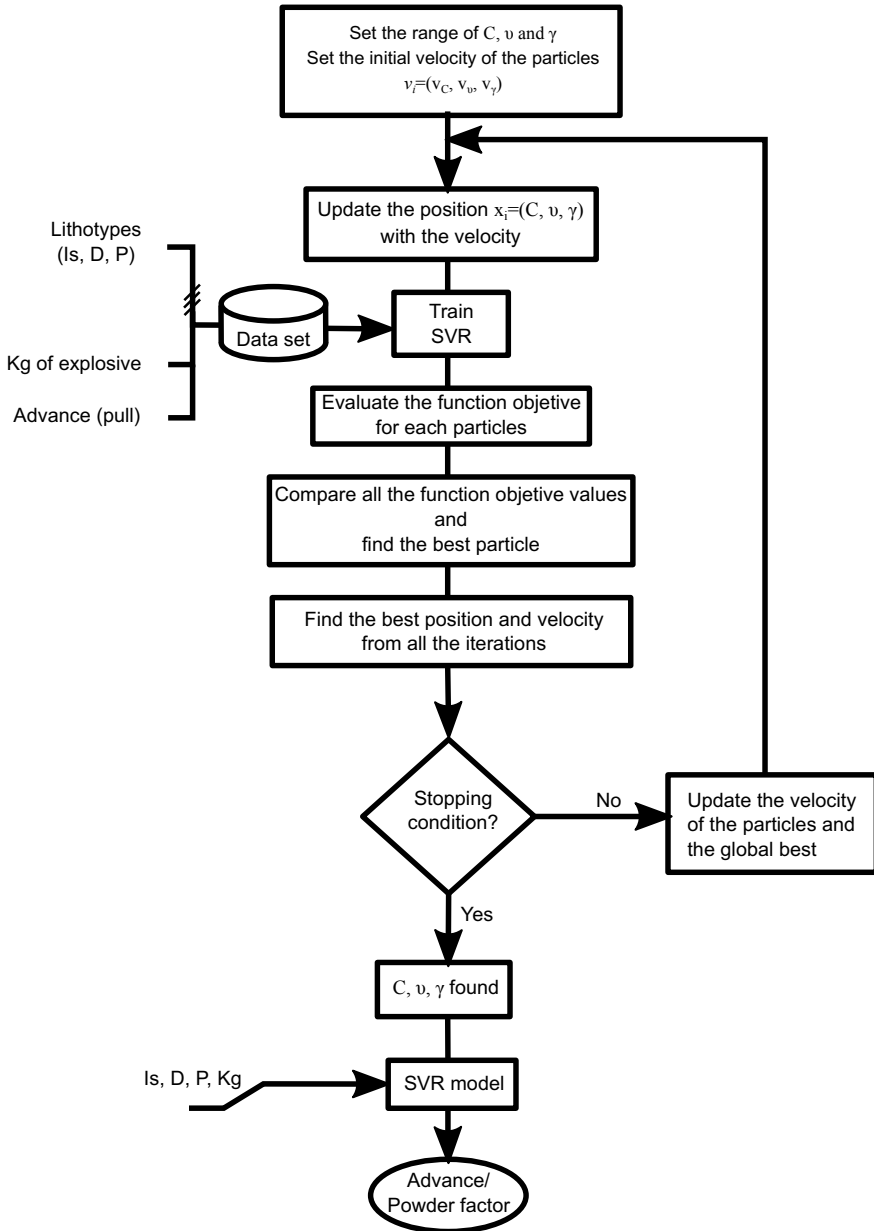 Set the range of C, υ and γ
Set the initial velocity of the particles
vᵢ=(v_C, v_υ, v_γ)
Update the position xᵢ=(C, υ, γ)
with the velocity
Lithotypes
(Is, D, P)
Data set
Kg of explosive
Advance (pull)
Train
SVR
Evaluate the function objetive
for each particles
Compare all the function objetive values
and
find the best particle
Find the best position and velocity
from all the iterations
Stopping
condition?
No
Update the velocity
of the particles and
the global best
Yes
C, υ, γ found
Is, D, P, Kg
SVR model
Advance/
Powder factor